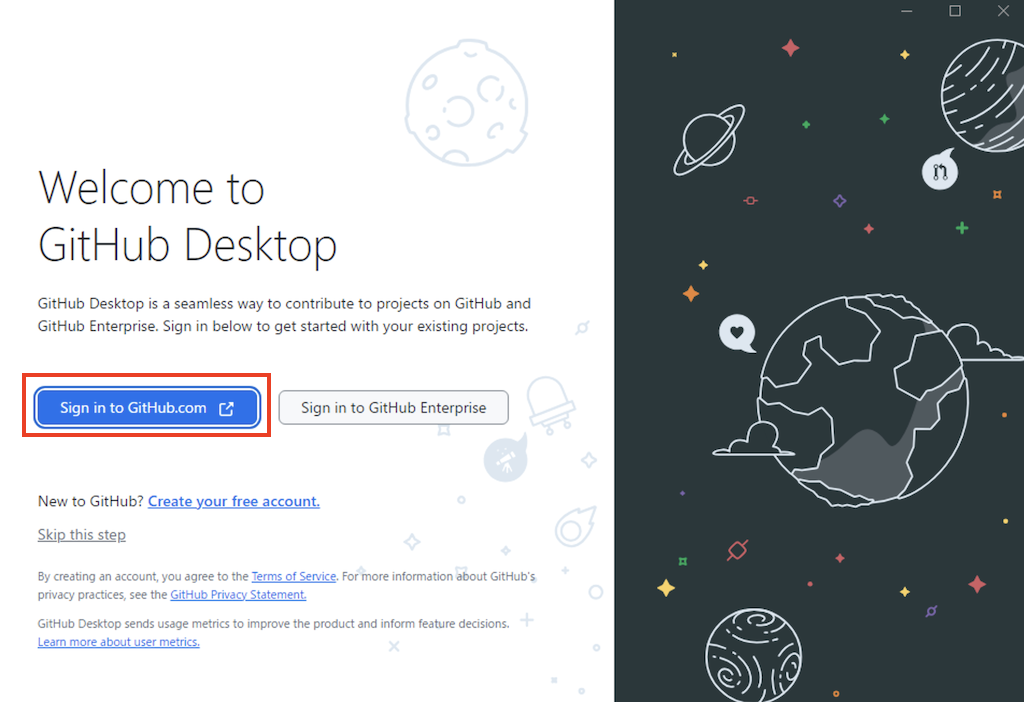 Welcome to
GitHub Desktop
GitHub Desktop is a seamless way to contribute to projects on GitHub and
GitHub Enterprise. Sign in below to get started with your existing projects.
Sign in to GitHub.com
Sign in to GitHub Enterprise
New to GitHub? Create your free account.
Skip this step
By creating an account, you agree to the Terms of Service. For more information about GitHub's
privacy practices, see the GitHub Privacy Statement.
GitHub Desktop sends usage metrics to improve the product and inform feature decisions.
Learn more about user metrics.